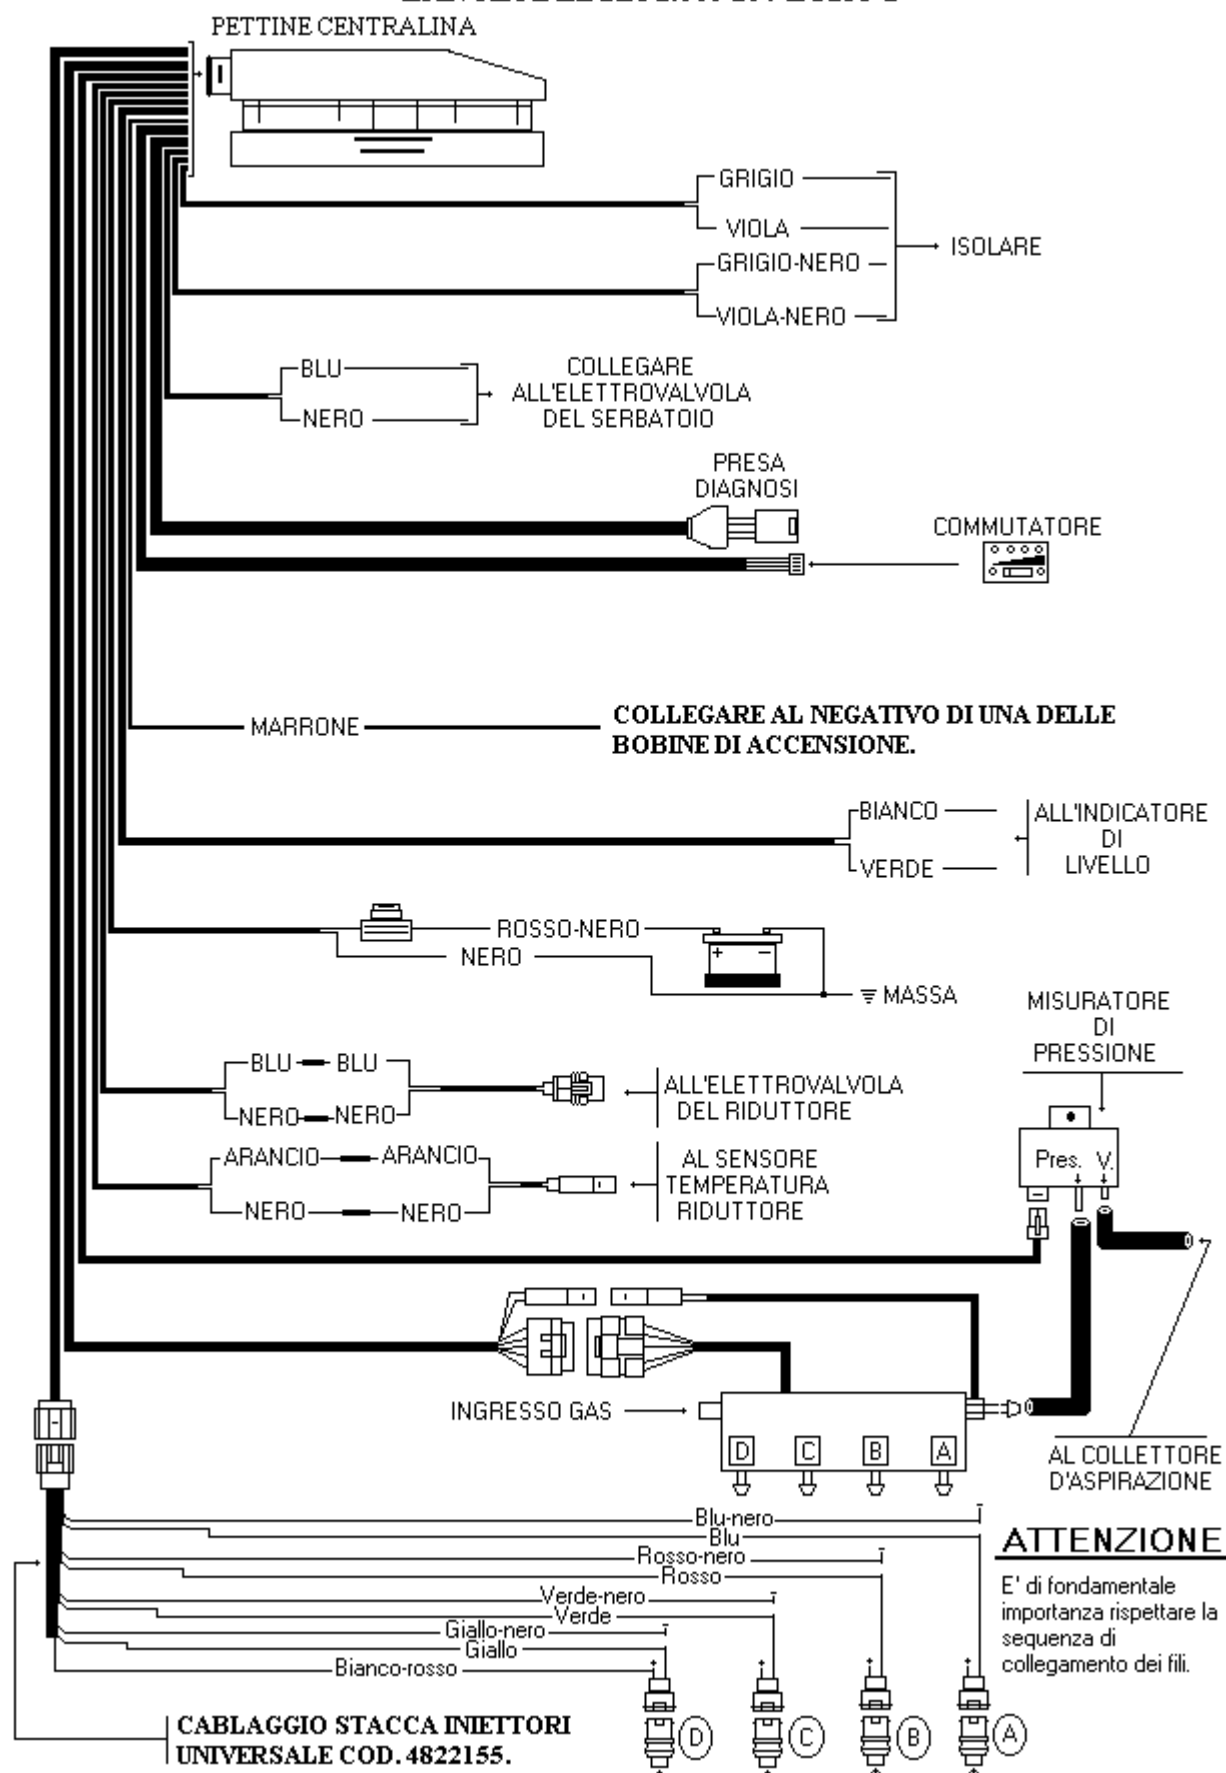 PETTINE CENTRALINA
GRIGIO
VIOLA
GRIGIO-NERO
VIOLA-NERO
ISOLARE
BLU
NERO
COLLEGARE
ALL'ELETTROVALVOLA
DEL SERBATOIO
PRESA
DIAGNOSI
COMMUTATORE
MARRONE
COLLEGARE AL NEGATIVO DI UNA DELLE
BOBINE DI ACCENSIONE.
BIANCO
VERDE
ALL'INDICATORE
DI
LIVELLO
ROSSO-NERO
NERO
+ −
MASSA
MISURATORE
DI
PRESSIONE
BLU BLU
NERO NERO
ALL'ELETTROVALVOLA
DEL RIDUTTORE
ARANCIO ARANCIO
NERO NERO
AL SENSORE
TEMPERATURA
RIDUTTORE
Pres. V.
INGRESSO GAS
D C B A
AL COLLETTORE
D'ASPIRAZIONE
Blu-nero
Blu
Rosso-nero
Rosso
Verde-nero
Verde
Giallo-nero
Giallo
Bianco-rosso
ATTENZIONE
E' di fondamentale
importanza rispettare la
sequenza di
collegamento dei fili.
CABLAGGIO STACCA INIETTORI
UNIVERSALE COD. 4822155.
D C B A